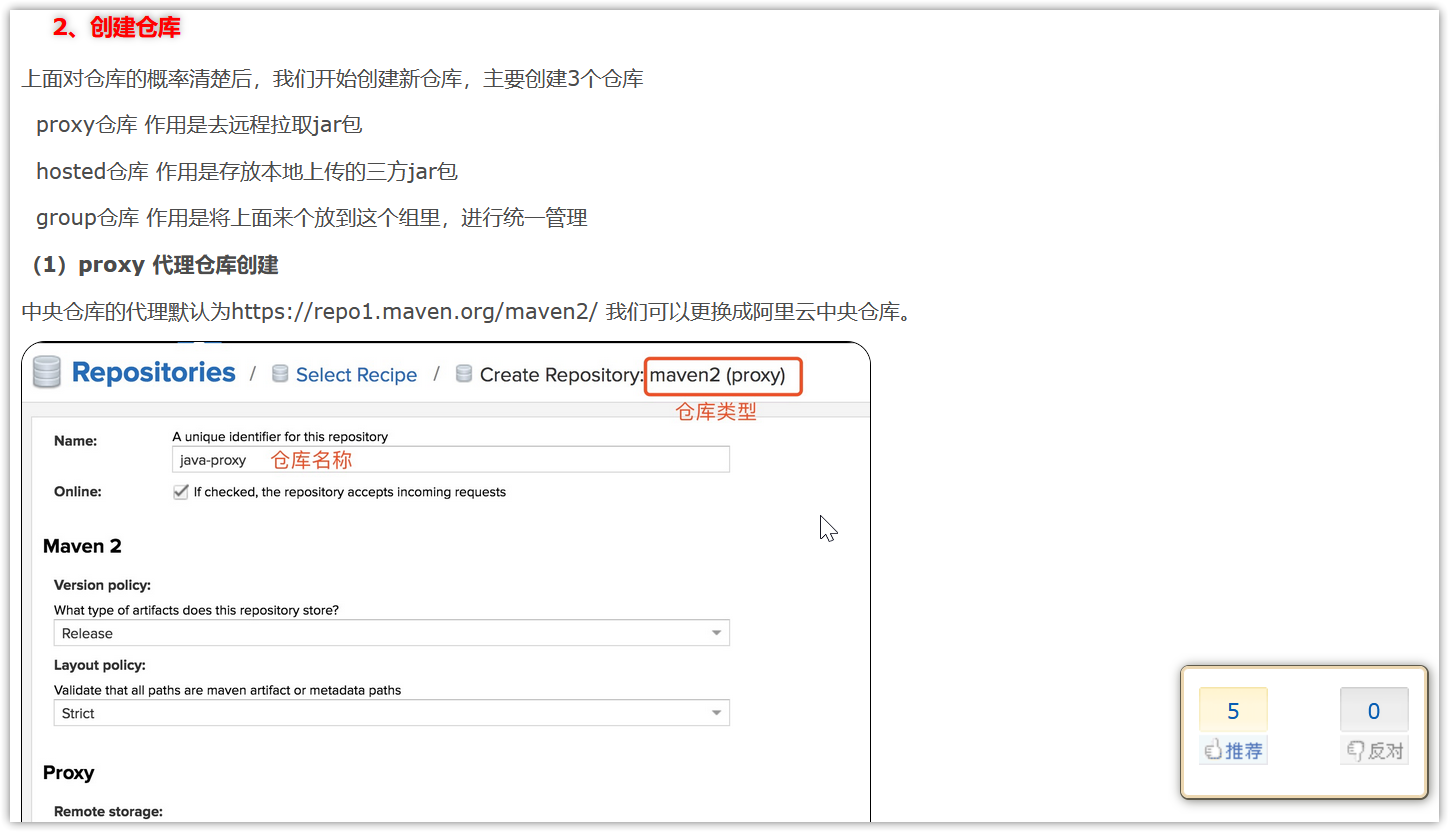 2、创建仓库
上面对仓库的概率清楚后，我们开始创建新仓库，主要创建3个仓库
proxy仓库 作用是去远程拉取jar包
hosted仓库 作用是存放本地上传的三方jar包
group仓库 作用是将上面来个放到这个组里，进行统一管理
（1）proxy 代理仓库创建
中央仓库的代理默认为https://repo1.maven.org/maven2/ 我们可以更换成阿里云中央仓库。
Repositories / Select Recipe / Create Repository: maven2 (proxy)
仓库类型
Name:
A unique identifier for this repository
java-proxy 仓库名称
Online:
If checked, the repository accepts incoming requests
Maven 2
Version policy:
What type of artifacts does this repository store?
Release
Layout policy:
Validate that all paths are maven artifact or metadata paths
Strict
Proxy
Remote storage:
5
推荐
0
反对